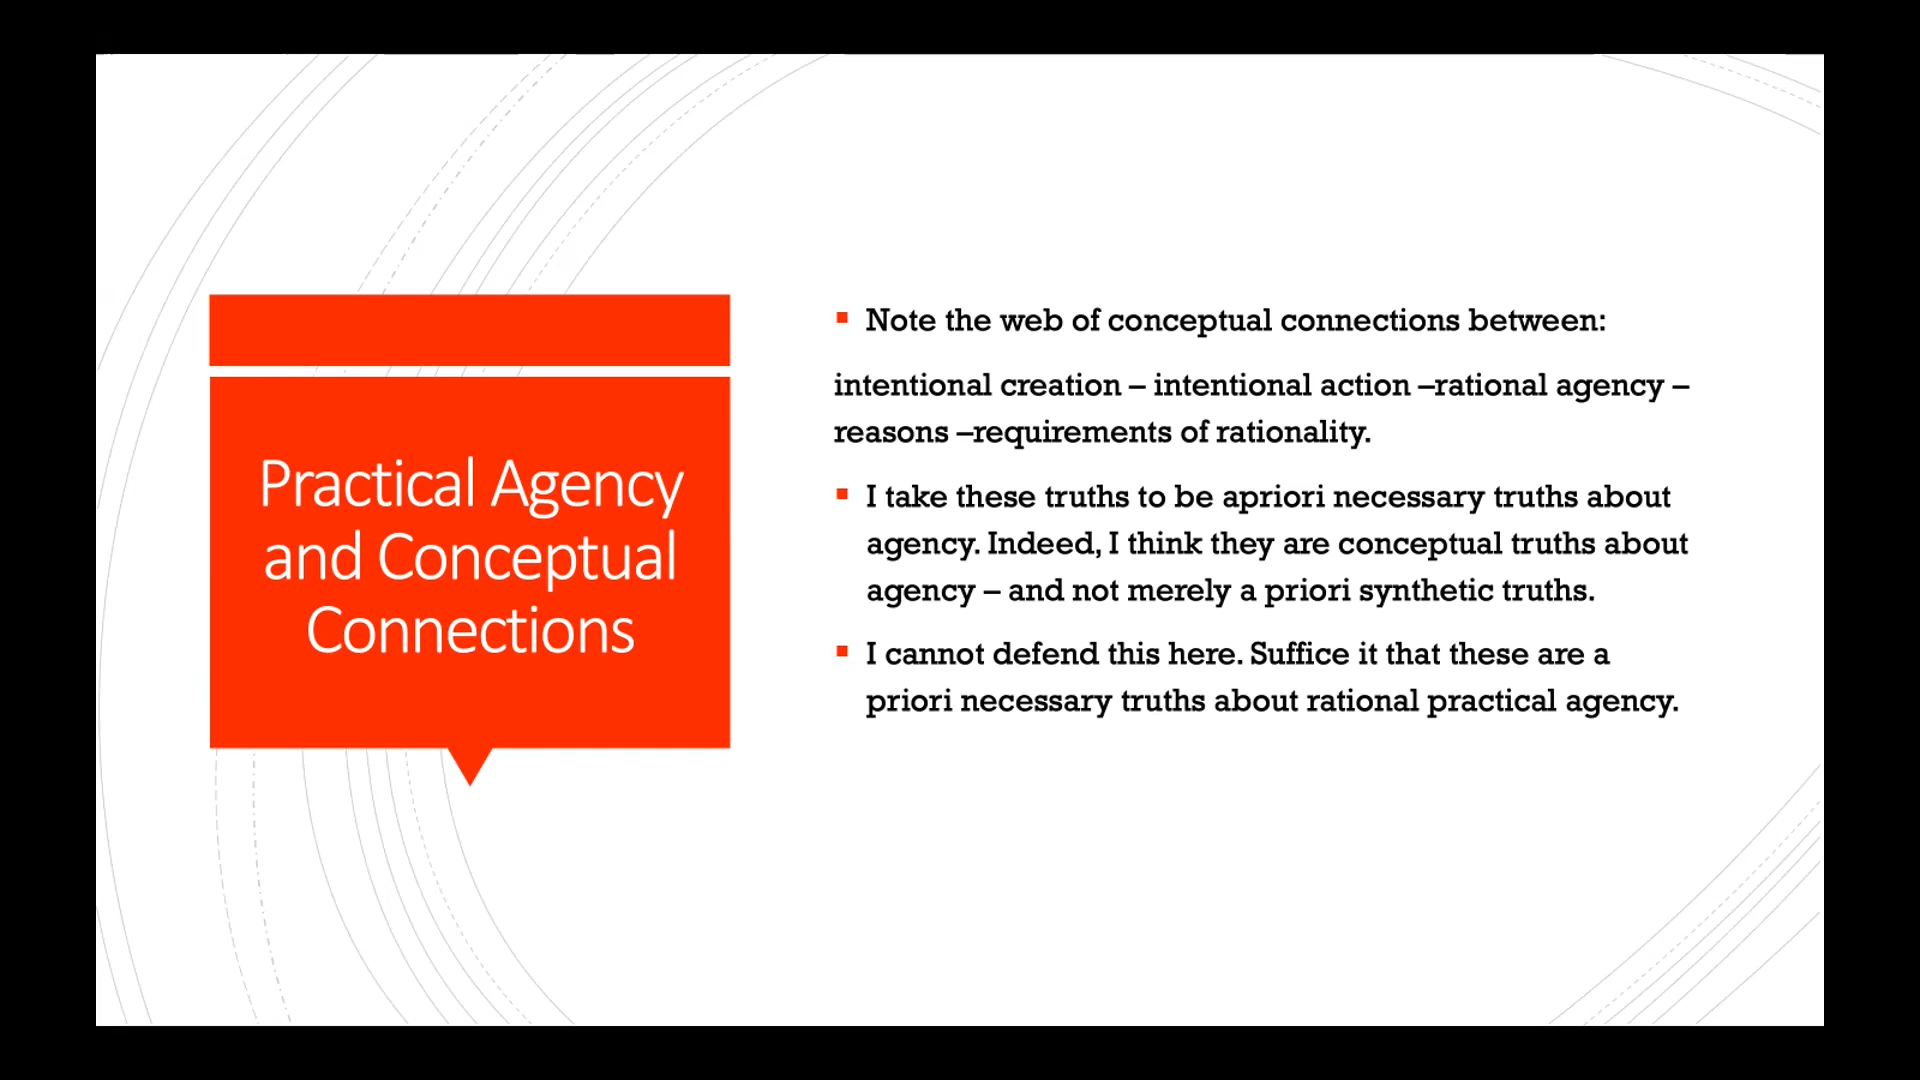 Practical Agency
and Conceptual
Connections
▪ Note the web of conceptual connections between:
intentional creation – intentional action –rational agency –
reasons –requirements of rationality.
▪ I take these truths to be apriori necessary truths about
agency. Indeed, I think they are conceptual truths about
agency – and not merely a priori synthetic truths.
▪ I cannot defend this here. Suffice it that these are a
priori necessary truths about rational practical agency.